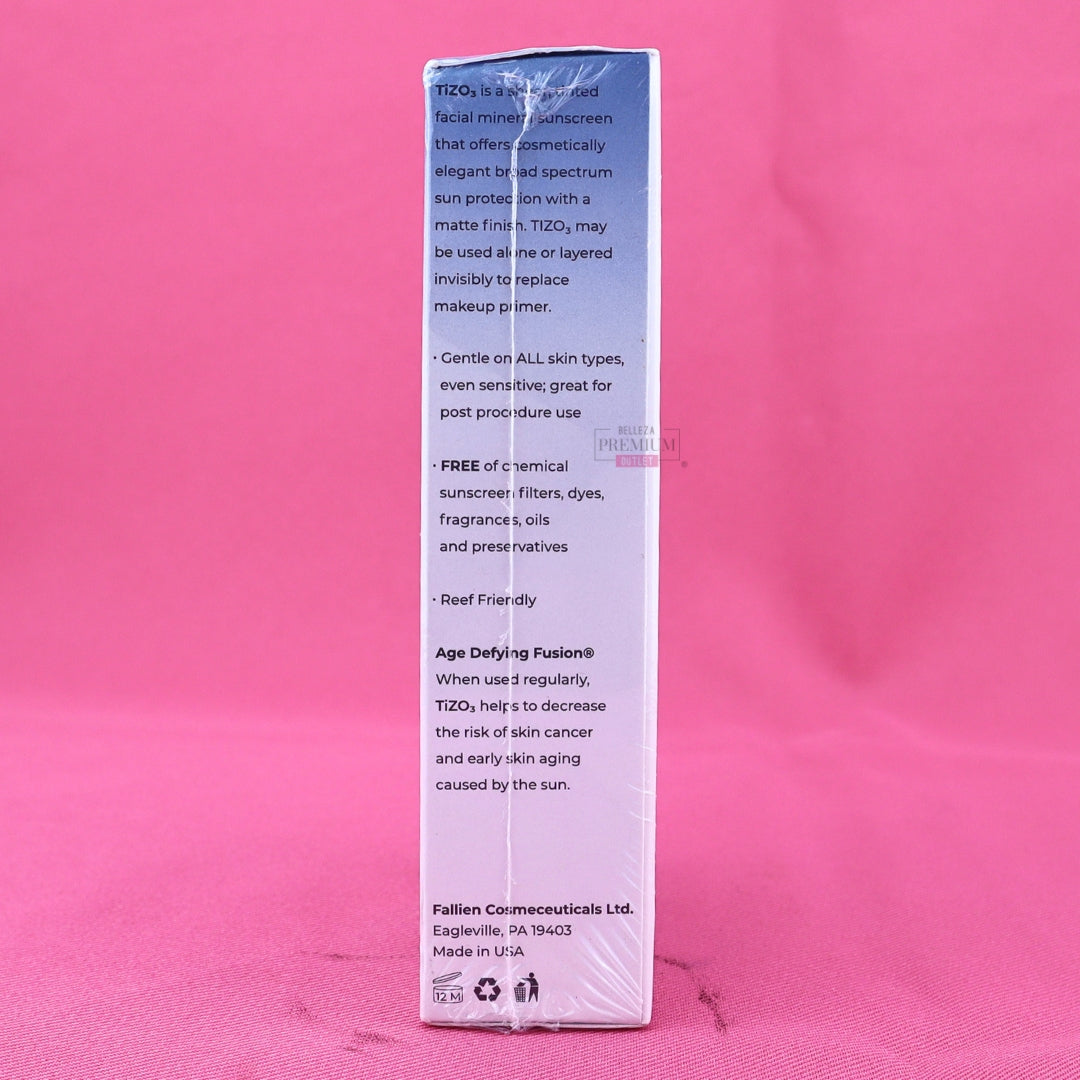 TiZO₃ is a sheer tinted
facial mineral sunscreen
that offers cosmetically
elegant broad spectrum
sun protection with a
matte finish. TIZO₃ may
be used alone or layered
invisibly to replace
makeup primer.
· Gentle on ALL skin types,
even sensitive; great for
post procedure use
· FREE of chemical
sunscreen filters, dyes,
fragrances, oils
and preservatives
· Reef Friendly
Age Defying Fusion®
When used regularly,
TiZO₃ helps to decrease
the risk of skin cancer
and early skin aging
caused by the sun.
Fallien Cosmeceuticals Ltd.
Eagleville, PA 19403
Made in USA
12 M
BELLEZA
PREMIUM
OUTLET